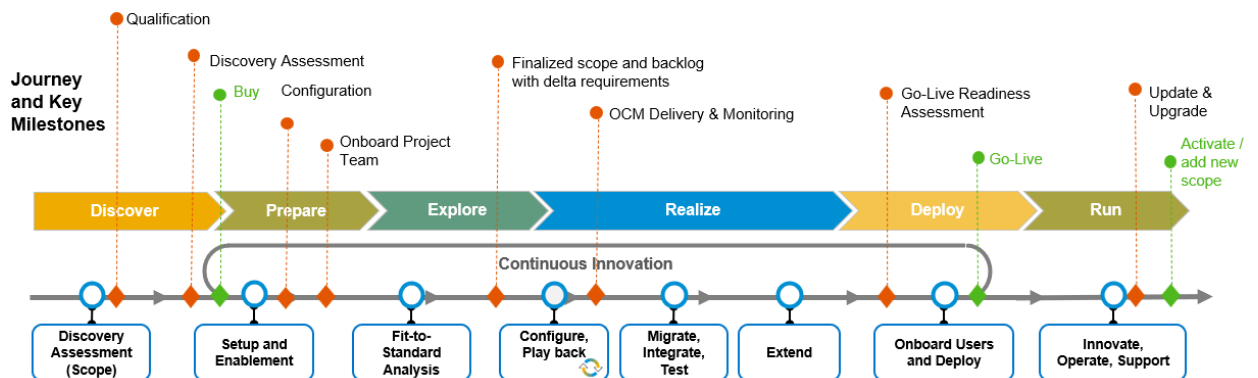 Qualification
Journey
and Key
Milestones
Discovery Assessment
Buy
Configuration
Onboard Project
Team
Finalized scope and backlog
with delta requirements
OCM Delivery & Monitoring
Go-Live Readiness
Assessment
Go-Live
Update &
Upgrade
Activate /
add new
scope
Discover
Prepare
Explore
Realize
Deploy
Run
Continuous Innovation
Discovery
Assessment
(Scope)
Setup and
Enablement
Fit-to-
Standard
Analysis
Configure,
Play back
Migrate,
Integrate,
Test
Extend
Onboard Users
and Deploy
Innovate,
Operate, Support